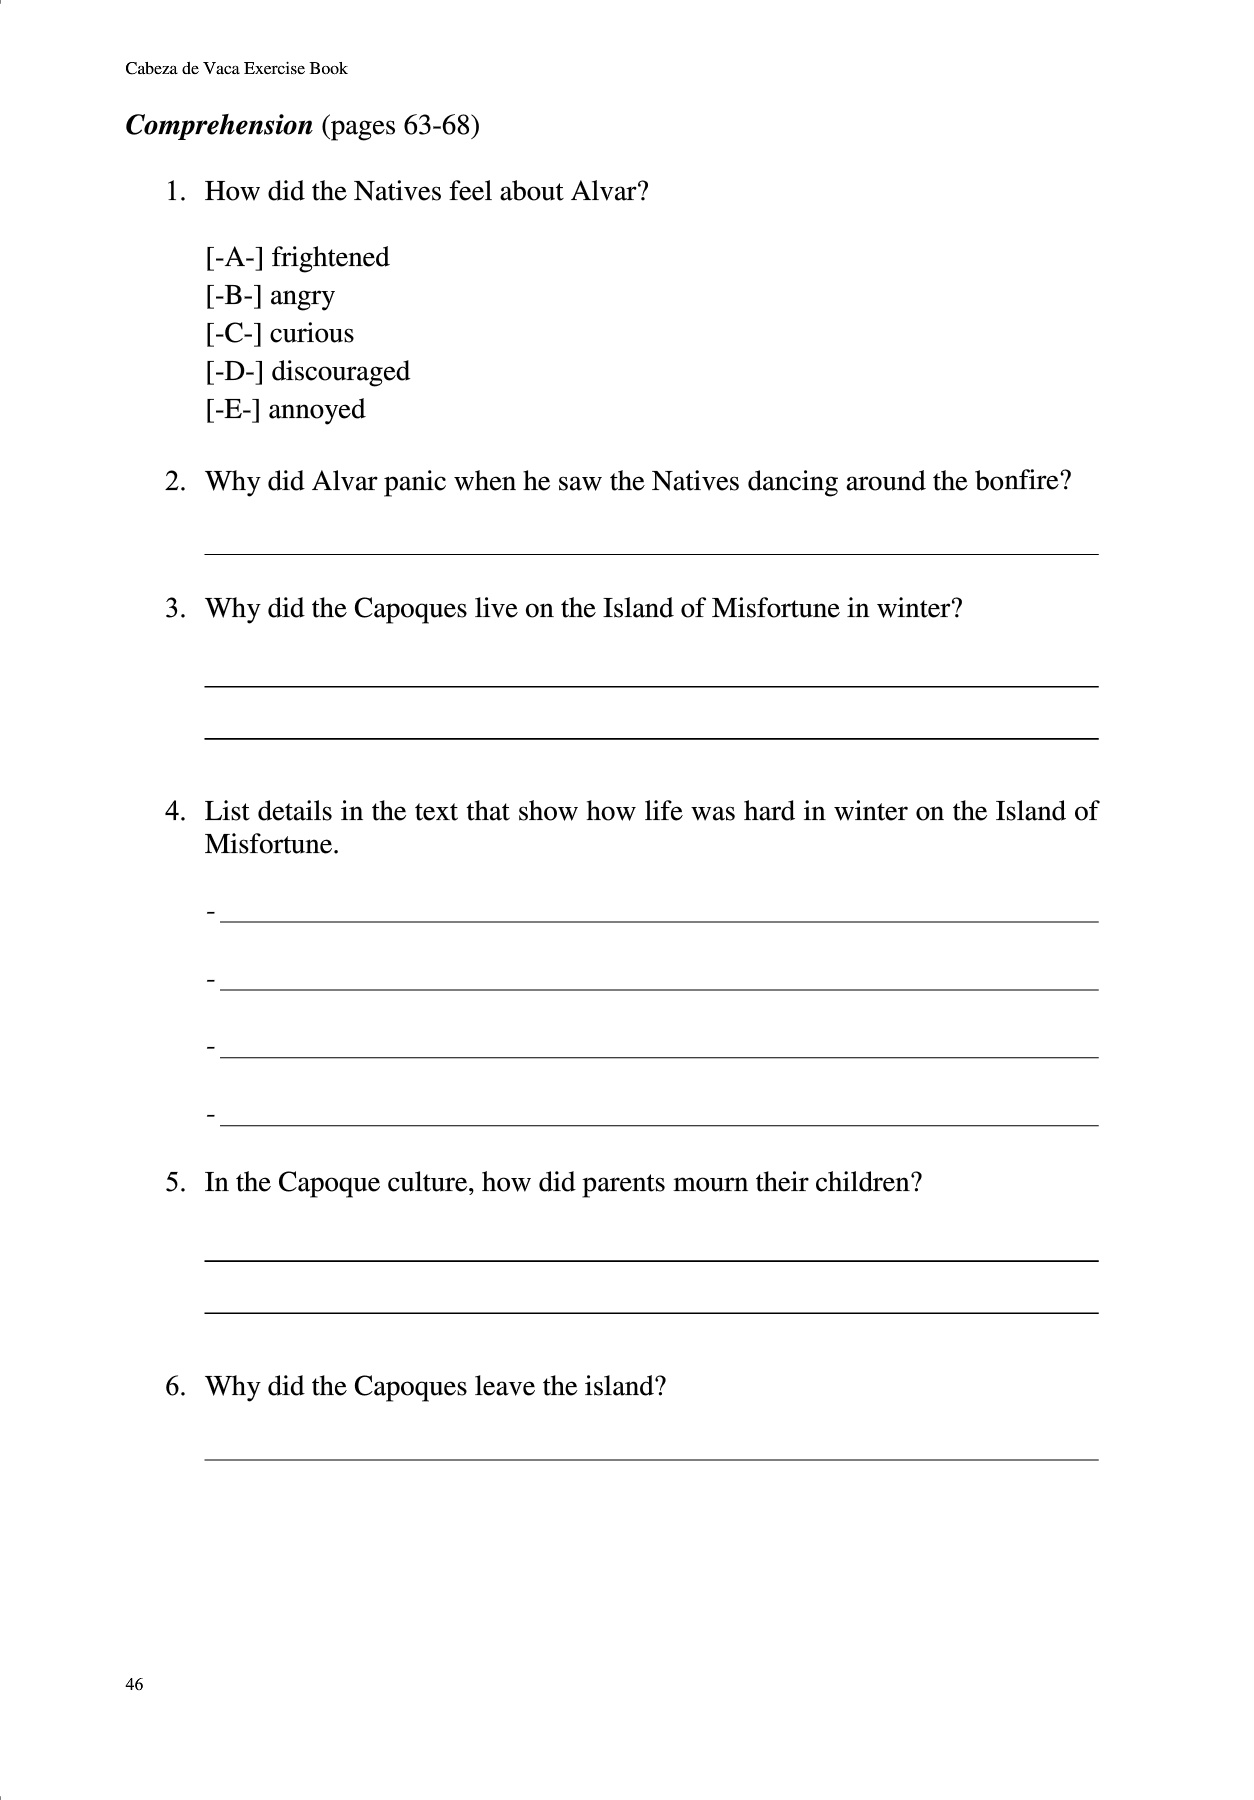 Cabeza de Vaca Exercise Book
Comprehension (pages 63-68)
1. How did the Natives feel about Alvar?
[-A-] frightened
[-B-] angry
[-C-] curious
[-D-] discouraged
[-E-] annoyed
2. Why did Alvar panic when he saw the Natives dancing around the bonfire?
3. Why did the Capoques live on the Island of Misfortune in winter?
4. List details in the text that show how life was hard in winter on the Island of
Misfortune.
-
-
-
-
5. In the Capoque culture, how did parents mourn their children?
6. Why did the Capoques leave the island?
46